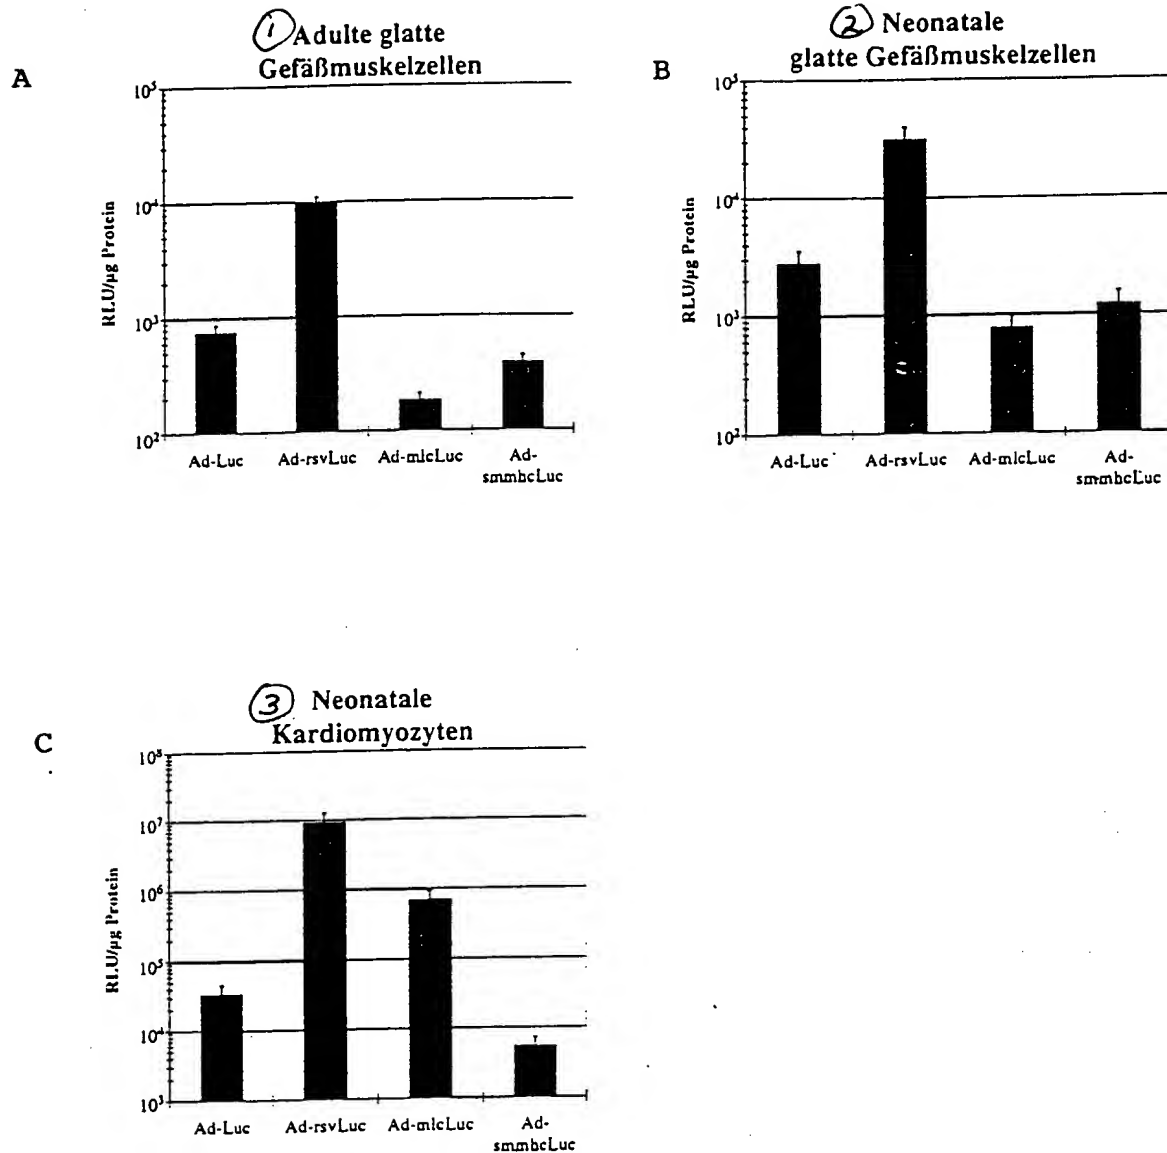 A
① Adulte glatte
Gefäßmuskelzellen
RLU/µg Protein
10⁵
10⁴
10³
10²
Ad-Luc Ad-rsvLuc Ad-mlcLuc Ad-
smmhcLuc
B
② Neonatale
glatte Gefäßmuskelzellen
RLU/µg Protein
10⁵
10⁴
10³
10²
Ad-Luc Ad-rsvLuc Ad-mlcLuc Ad-
smmhcLuc
C
③ Neonatale
Kardiomyozyten
RLU/µg Protein
10⁸
10⁷
10⁶
10⁵
10⁴
10³
Ad-Luc Ad-rsvLuc Ad-mlcLuc Ad-
smmhcLuc